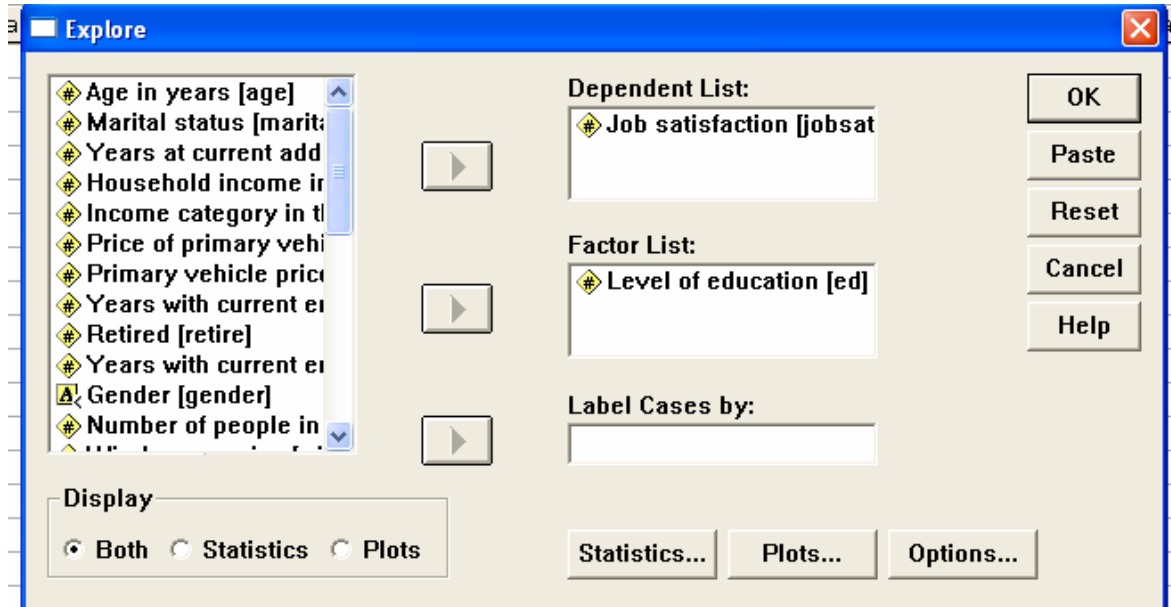 Explore
Age in years [age]
Marital status [marita
Years at current add
Household income in
Income category in th
Price of primary vehi
Primary vehicle price
Years with current e
Retired [retire]
Years with current e
Gender [gender]
Number of people in
Dependent List:
Job satisfaction [jobsat
Factor List:
Level of education [ed]
Label Cases by:
Display
Both Statistics Plots
Statistics... Plots... Options...
OK
Paste
Reset
Cancel
Help